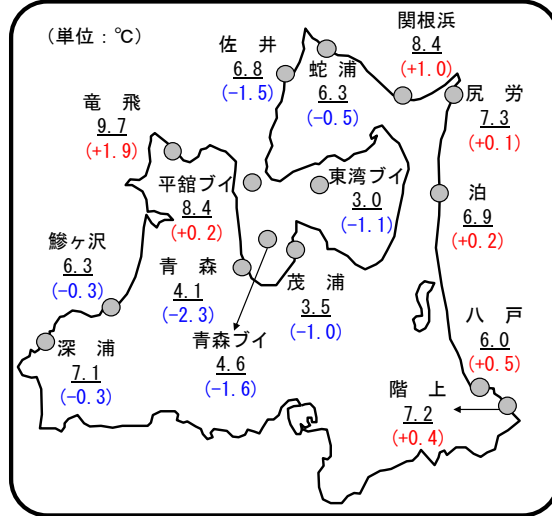 (単位：℃)
関根浜
8.4
(+1.0)
佐 井
6.8
(-1.5)
蛇 浦
6.3
(-0.5)
尻 労
7.3
(+0.1)
竜 飛
9.7
(+1.9)
平舘ブイ
8.4
(+0.2)
東湾ブイ
3.0
(-1.1)
泊
6.9
(+0.2)
鰺ヶ沢
6.3
(-0.3)
青 森
4.1
(-2.3)
茂 浦
3.5
(-1.0)
青森ブイ
4.6
(-1.6)
深 浦
7.1
(-0.3)
八 戸
6.0
(+0.5)
階 上
7.2
(+0.4)